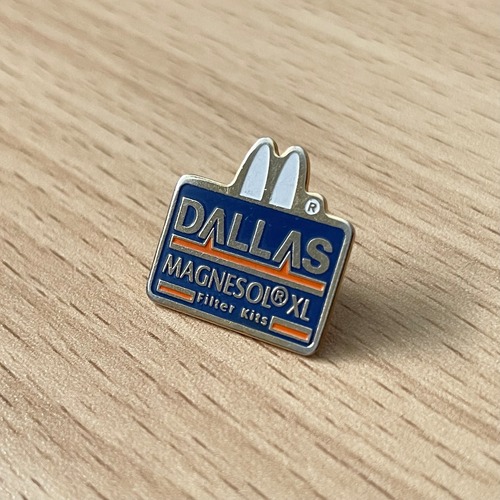 ®
DALLAS
MAGNESOL® XL
Filter Kits